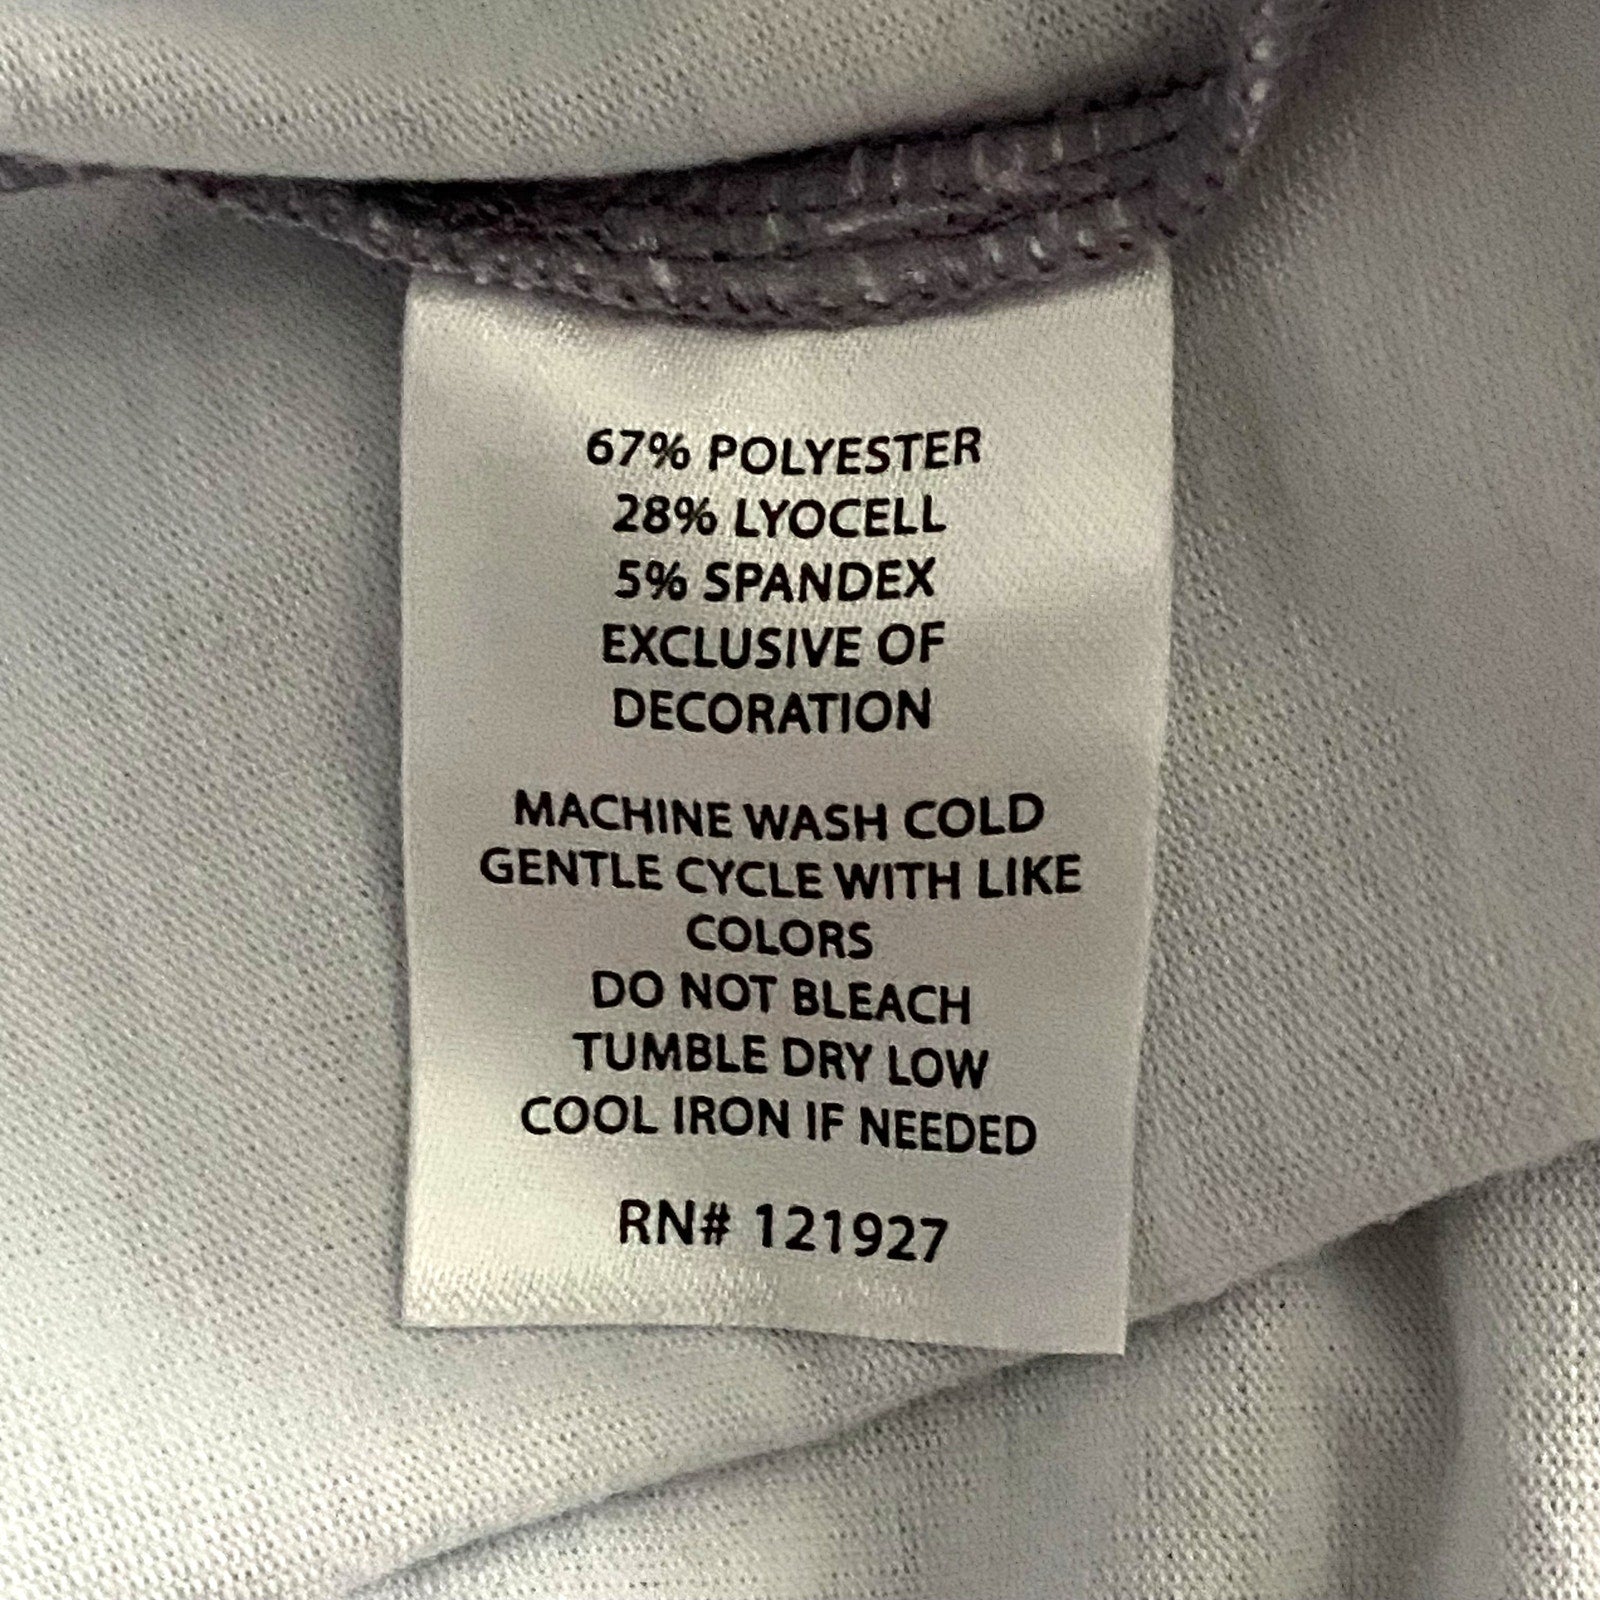 67% POLYESTER
28% LYOCELL
5% SPANDEX
EXCLUSIVE OF
DECORATION
MACHINE WASH COLD
GENTLE CYCLE WITH LIKE
COLORS
DO NOT BLEACH
TUMBLE DRY LOW
COOL IRON IF NEEDED
RN# 121927